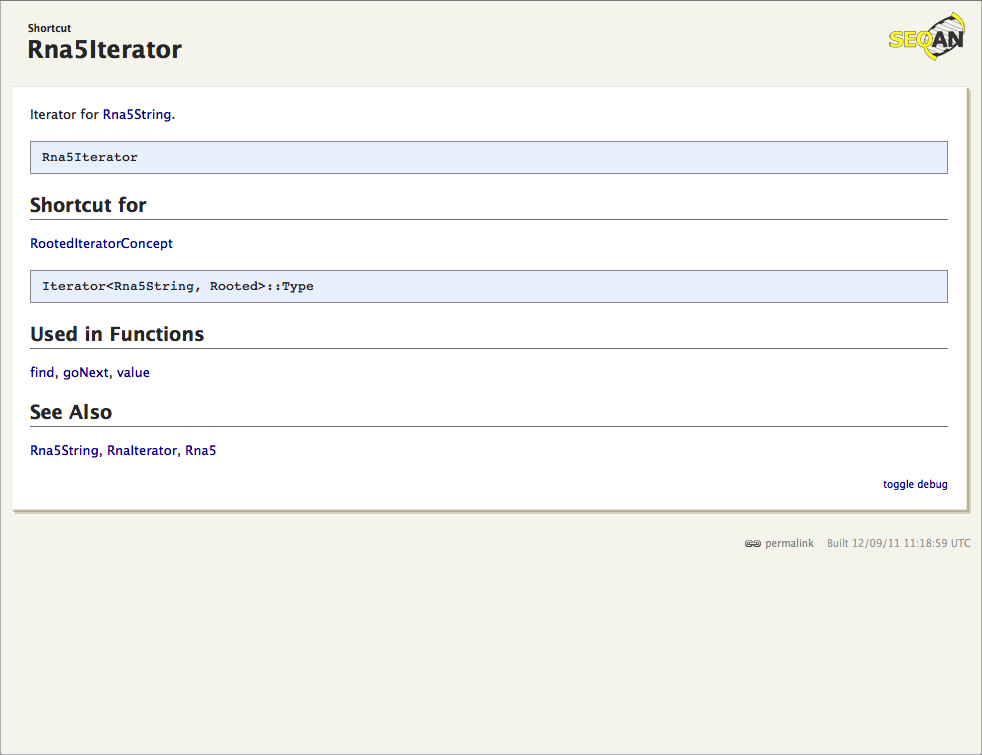 Shortcut
Rna5Iterator
SEQAN
Iterator for Rna5String.
Rna5Iterator
Shortcut for
RootedIteratorConcept
Iterator<Rna5String, Rooted>::Type
Used in Functions
find, goNext, value
See Also
Rna5String, RnaIterator, Rna5
toggle debug
permalink Built 12/09/11 11:18:59 UTC